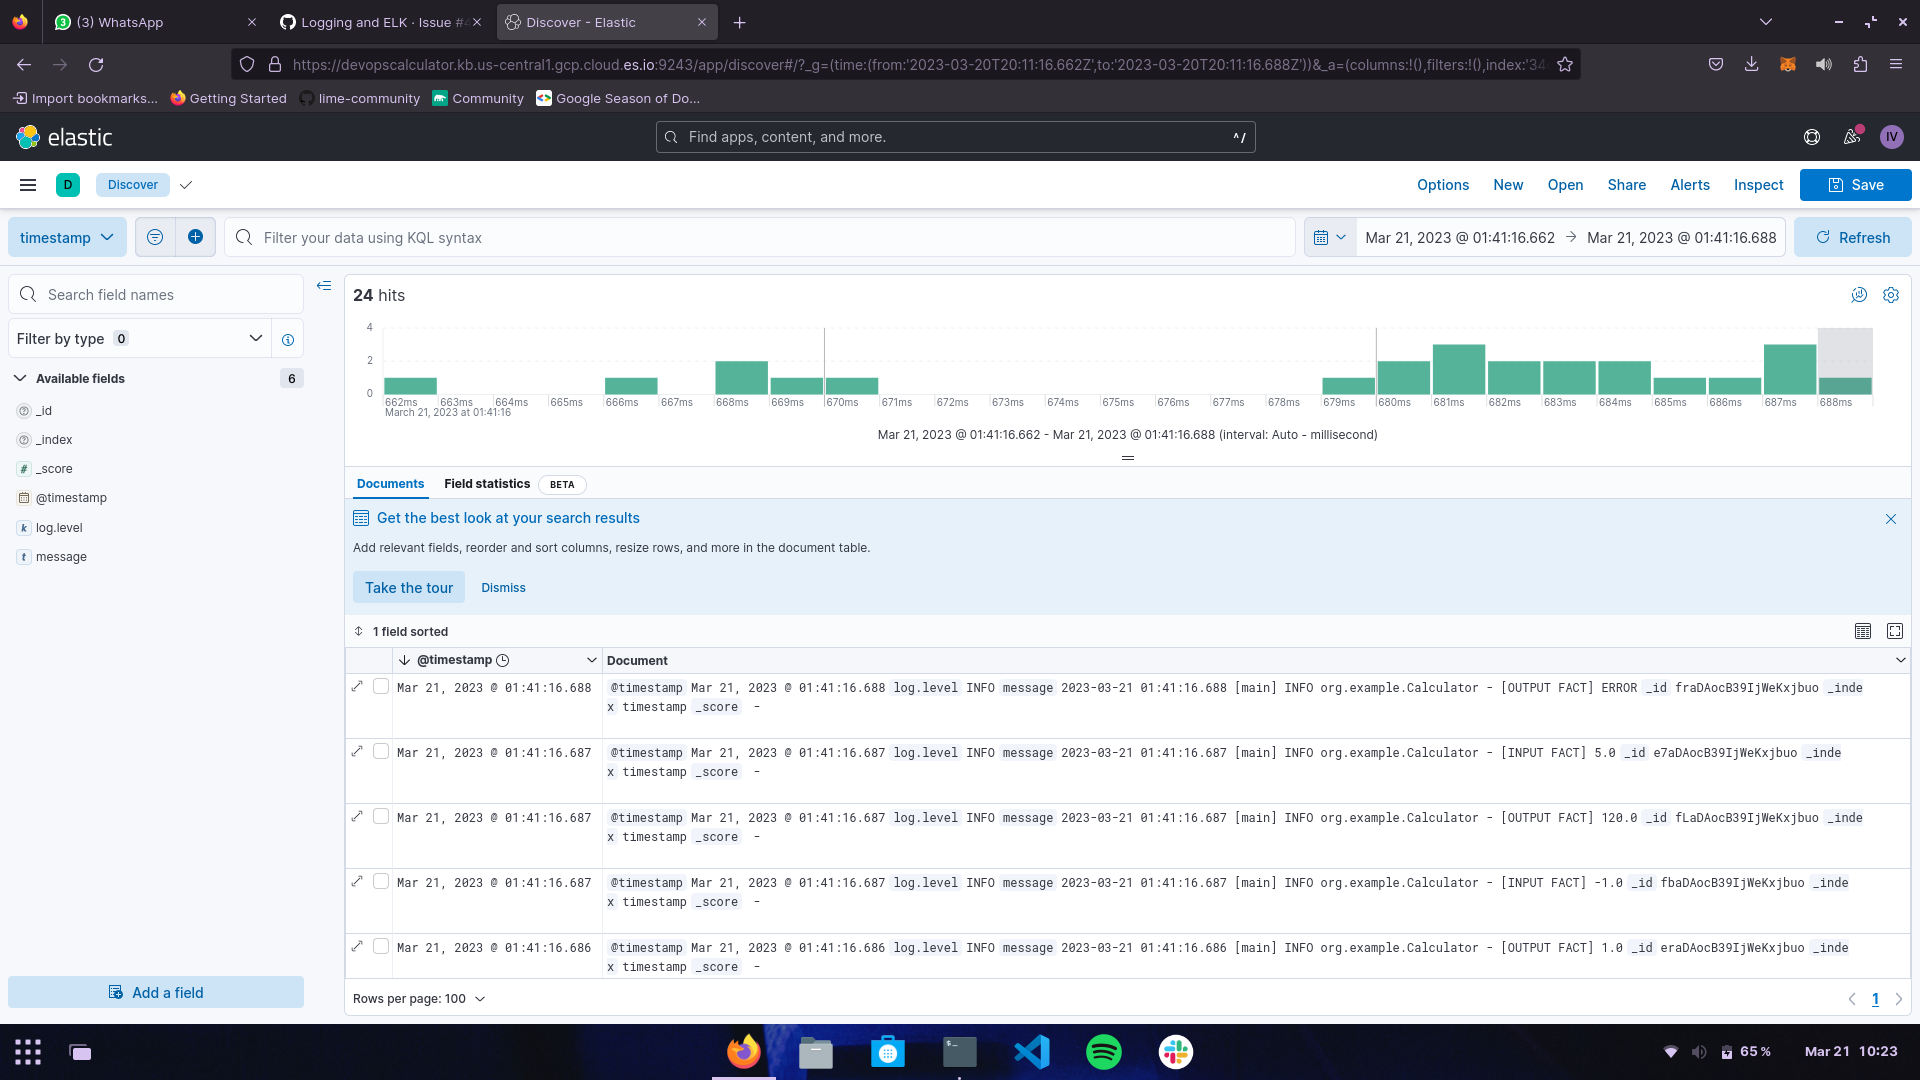 (3) WhatsApp
Logging and ELK · Issue #
Discover - Elastic
https://devopscalculator.kb.us-central1.gcp.cloud.es.io:9243/app/discover#/?_g=(time:(from:'2023-03-20T20:11:16.662Z',to:'2023-03-20T20:11:16.688Z'))&_a=(columns:!(),filters:!(),index:'3
Import bookmarks... Getting Started lime-community Community Google Season of Do...
elastic
Find apps, content, and more. ^/
IV
D Discover
Options New Open Share Alerts Inspect Save
timestamp
Filter your data using KQL syntax
Mar 21, 2023 @ 01:41:16.662 → Mar 21, 2023 @ 01:41:16.688
Refresh
Search field names
Filter by type 0
Available fields 6
_id
_index
# _score
@timestamp
k log.level
t message
Add a field
24 hits
4
2
0
662ms 663ms 664ms 665ms 666ms 667ms 668ms 669ms 670ms 671ms 672ms 673ms 674ms 675ms 676ms 677ms 678ms 679ms 680ms 681ms 682ms 683ms 684ms 685ms 686ms 687ms 688ms
March 21, 2023 at 01:41:16
Mar 21, 2023 @ 01:41:16.662 - Mar 21, 2023 @ 01:41:16.688 (interval: Auto - millisecond)
Documents Field statistics BETA
Get the best look at your search results
Add relevant fields, reorder and sort columns, resize rows, and more in the document table.
Take the tour Dismiss
1 field sorted
@timestamp Document
Mar 21, 2023 @ 01:41:16.688 @timestamp Mar 21, 2023 @ 01:41:16.688 log.level INFO message 2023-03-21 01:41:16.688 [main] INFO org.example.Calculator - [OUTPUT FACT] ERROR _id fraDAocB39IjWeKxjbuo _inde
x timestamp _score -
Mar 21, 2023 @ 01:41:16.687 @timestamp Mar 21, 2023 @ 01:41:16.687 log.level INFO message 2023-03-21 01:41:16.687 [main] INFO org.example.Calculator - [INPUT FACT] 5.0 _id e7aDAocB39IjWeKxjbuo _inde
x timestamp _score -
Mar 21, 2023 @ 01:41:16.687 @timestamp Mar 21, 2023 @ 01:41:16.687 log.level INFO message 2023-03-21 01:41:16.687 [main] INFO org.example.Calculator - [OUTPUT FACT] 120.0 _id fLaDAocB39IjWeKxjbuo _inde
x timestamp _score -
Mar 21, 2023 @ 01:41:16.687 @timestamp Mar 21, 2023 @ 01:41:16.687 log.level INFO message 2023-03-21 01:41:16.687 [main] INFO org.example.Calculator - [INPUT FACT] -1.0 _id fbaDAocB39IjWeKxjbuo _inde
x timestamp _score -
Mar 21, 2023 @ 01:41:16.686 @timestamp Mar 21, 2023 @ 01:41:16.686 log.level INFO message 2023-03-21 01:41:16.686 [main] INFO org.example.Calculator - [OUTPUT FACT] 1.0 _id eraDAocB39IjWeKxjbuo _inde
x timestamp _score -
Rows per page: 100
1
65 %
Mar 21 10:23